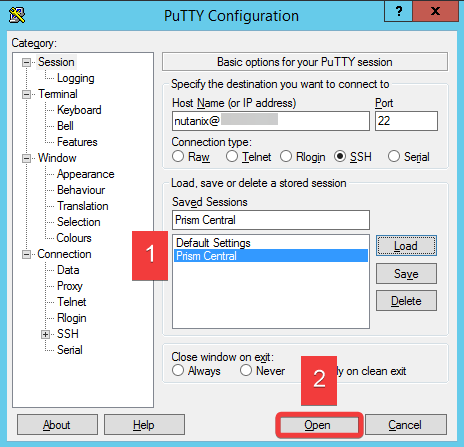 PuTTY Configuration
?
X
Category:
Session
Logging
Terminal
Keyboard
Bell
Features
Window
Appearance
Behaviour
Translation
Selection
Colours
Connection
Data
Proxy
Telnet
Rlogin
SSH
Serial
Basic options for your PuTTY session
Specify the destination you want to connect to
Host Name (or IP address) Port
nutanix@ 22
Connection type:
Raw Telnet Rlogin SSH Serial
Load, save or delete a stored session
Saved Sessions
Prism Central
Default Settings
Prism Central
Load
Save
Delete
1
Close window on exit:
Always Never on clean exit
2
About Help Open Cancel